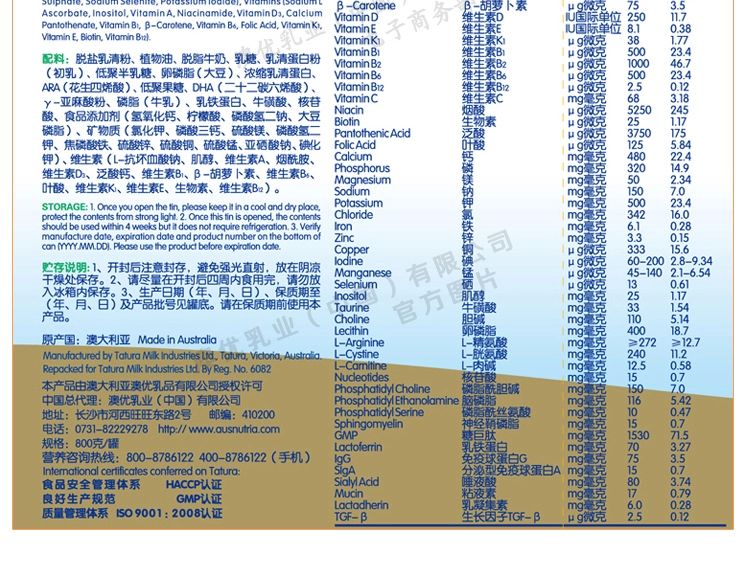 Sulphate, Sodium Selenite, Potassium Iodate), Vitamins (Sodium L
Ascorbate, Inositol, Vitamin A, Niacinamide, Vitamin D₃, Calcium
Pantothenate, Vitamin B₁, β-Carotene, Vitamin B₆, Folic Acid, Vitamin K₁,
Vitamin E, Biotin, Vitamin B₁₂).
配料：脱盐乳清粉、植物油、脱脂牛奶、乳糖、乳清蛋白粉
（初乳）、低聚半乳糖、卵磷脂（大豆）、浓缩乳清蛋白、
ARA（花生四烯酸）、低聚果糖、DHA（二十二碳六烯酸）、
γ-亚麻酸粉、磷脂（牛乳）、乳铁蛋白、牛磺酸、核苷
酸、食品添加剂（氢氧化钙、柠檬酸、磷酸氢二钠、大豆
磷脂）、矿物质（氯化钾、磷酸三钙、硫酸镁、磷酸氢二
钾、焦磷酸铁、硫酸锌、硫酸铜、硫酸锰、亚硒酸钠、碘化
钾）、维生素（L-抗坏血酸钠、肌醇、维生素A、烟酰胺、
维生素D₃、泛酸钙、维生素B₁、β-胡萝卜素、维生素B₆、
叶酸、维生素K₁、维生素E、生物素、维生素B₁₂）。
STORAGE: 1. Once you open the tin, please keep it in a cool and dry place,
protect the contents from strong light. 2. Once this tin is opened, the contents
should be used within 4 weeks but it does not require refrigeration. 3. Verify
manufacture date, expiration date and product number on the bottom of
can (YYYY.MM.DD). Please use the product before expiration date.
贮存说明：1、开封后注意封存，避免强光直射，放在阴凉
干燥处保存。2、请尽量在开封后四周内食用完，请勿放
入冰箱内保存。3、生产日期（年、月、日）、保质期至
（年、月、日）及产品批号见罐底。请在保质期前使用本
产品。
原产国：澳大利亚 Made in Australia
Manufactured by Tatura Milk Industries Ltd., Tatura, Victoria, Australia.
Repacked for Tatura Milk Industries Ltd. By Reg. No. 6082
本产品由澳大利亚澳优乳品有限公司授权许可
中国总代理：澳优乳业（中国）有限公司
地址：长沙市河西旺旺东路2号 邮编：410200
电话：0731-82229278 http://www.ausnutria.com
规格：800克/罐
营养咨询热线：800-8786122 400-8786122（手机）
International certificates conferred on Tatura:
食品安全管理体系 HACCP认证
良好生产规范 GMP认证
质量管理体系 ISO 9001：2008认证
β-Carotene β-胡萝卜素 μg微克 75 3.5
Vitamin D 维生素D IU国际单位 250 11.7
Vitamin E 维生素E IU国际单位 8.1 0.38
Vitamin K₁ 维生素K₁ μg微克 38 1.77
Vitamin B₁ 维生素B₁ μg微克 500 23.4
Vitamin B₂ 维生素B₂ μg微克 1000 46.7
Vitamin B₆ 维生素B₆ μg微克 500 23.4
Vitamin B₁₂ 维生素B₁₂ μg微克 2.5 0.12
Vitamin C 维生素C mg毫克 68 3.18
Niacin 烟酸 μg微克 5250 245
Biotin 生物素 μg微克 25 1.17
Pantothenic Acid 泛酸 μg微克 3750 175
Folic Acid 叶酸 μg微克 125 5.84
Calcium 钙 mg毫克 480 22.4
Phosphorus 磷 mg毫克 320 14.9
Magnesium 镁 mg毫克 50 2.34
Sodium 钠 mg毫克 150 7.0
Potassium 钾 mg毫克 500 23.4
Chloride 氯 mg毫克 342 16.0
Iron 铁 mg毫克 6.1 0.28
Zinc 锌 mg毫克 3.3 0.15
Copper 铜 μg微克 333 15.6
Iodine 碘 μg微克 60-200 2.8-9.34
Manganese 锰 μg微克 45-140 2.1-6.54
Selenium 硒 μg微克 13 0.61
Inositol 肌醇 mg毫克 25 1.17
Taurine 牛磺酸 mg毫克 33 1.54
Choline 胆碱 mg毫克 110 5.14
Lecithin 卵磷脂 mg毫克 400 18.7
L-Arginine L-精氨酸 mg毫克 ≥272 ≥12.7
L-Cystine L-胱氨酸 mg毫克 240 11.2
L-Carnitine L-肉碱 mg毫克 12.5 0.58
Nucleotides 核苷酸 mg毫克 15 0.7
Phosphatidyl Choline 磷脂酰胆碱 mg毫克 150 7.0
Phosphatidyl Ethanolamine 脑磷脂 mg毫克 116 5.42
Phosphatidyl Serine 磷脂酰丝氨酸 mg毫克 10 0.47
Sphingomyelin 神经鞘磷脂 mg毫克 15 0.7
GMP 糖巨肽 mg毫克 1530 71.5
Lactoferrin 乳铁蛋白 mg毫克 70 3.27
IgG 免疫球蛋白G mg毫克 75 3.5
SIgA 分泌型免疫球蛋白A mg毫克 15 0.7
Sialyl Acid 唾液酸 mg毫克 80 3.74
Mucin 粘液素 mg毫克 17 0.79
Lactadherin 乳凝集素 mg毫克 6.0 0.28
TGF-β 生长因子TGF-β μg微克 2.5 0.12